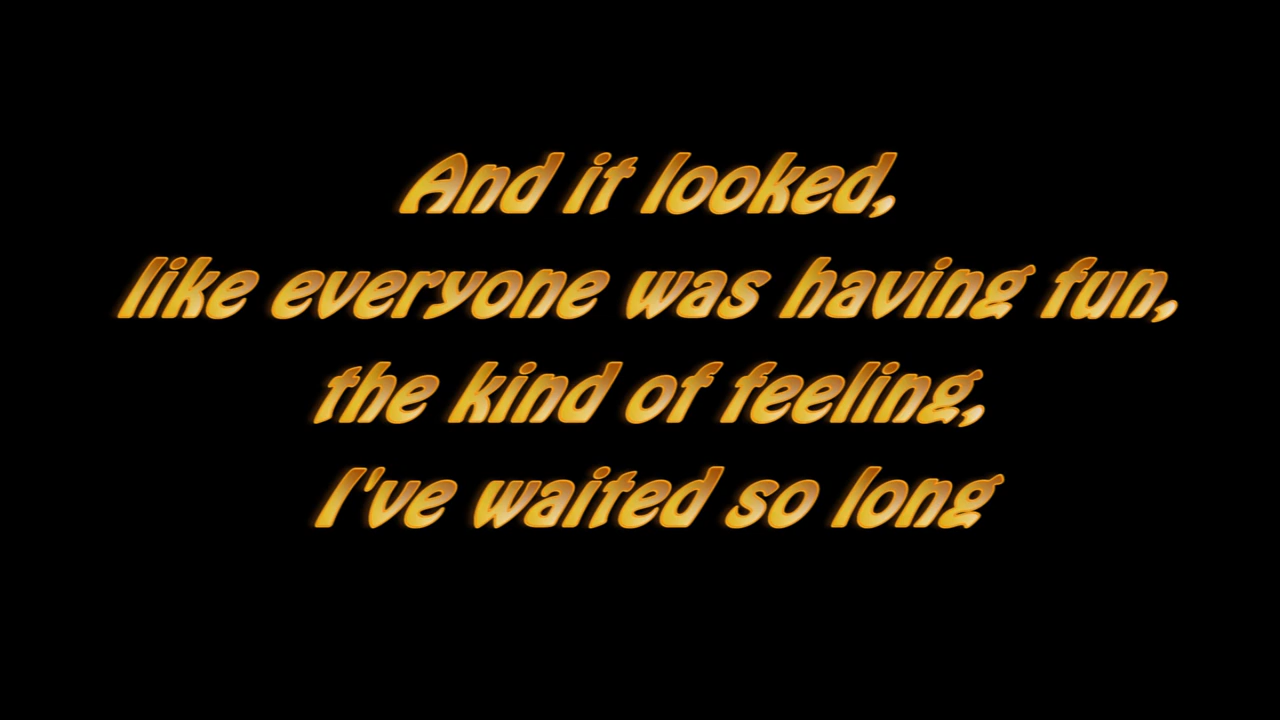 And it looked,
like everyone was having fun,
the kind of feeling,
I've waited so long